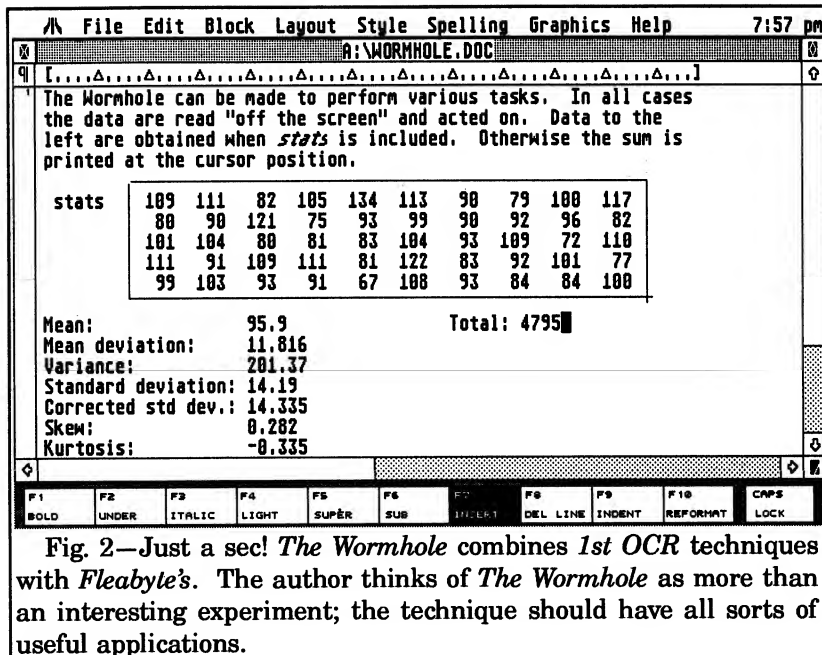 File Edit Block Layout Style Spelling Graphics Help 7:57 pm
A:\WORMHOLE.DOC
The Wormhole can be made to perform various tasks. In all cases
the data are read "off the screen" and acted on. Data to the
left are obtained when stats is included. Otherwise the sum is
printed at the cursor position.
stats 109 111 82 105 134 113 90 79 100 117
80 90 121 75 93 99 90 92 96 82
101 104 80 81 83 104 93 109 72 110
111 91 109 111 81 122 83 92 101 77
99 103 93 91 67 108 93 84 84 100
Mean: 95.9 Total: 4795
Mean deviation: 11.816
Variance: 201.37
Standard deviation: 14.19
Corrected std dev.: 14.335
Skew: 0.282
Kurtosis: -0.335
F1 F2 F3 F4 F5 F6 F7 F8 F9 F10 CAPS
BOLD UNDER ITALIC LIGHT SUPER SUB INSERT DEL LINE INDENT REFORMAT LOCK
Fig. 2—Just a sec! The Wormhole combines 1st OCR techniques
with Fleabyte's. The author thinks of The Wormhole as more than
an interesting experiment; the technique should have all sorts of
useful applications.